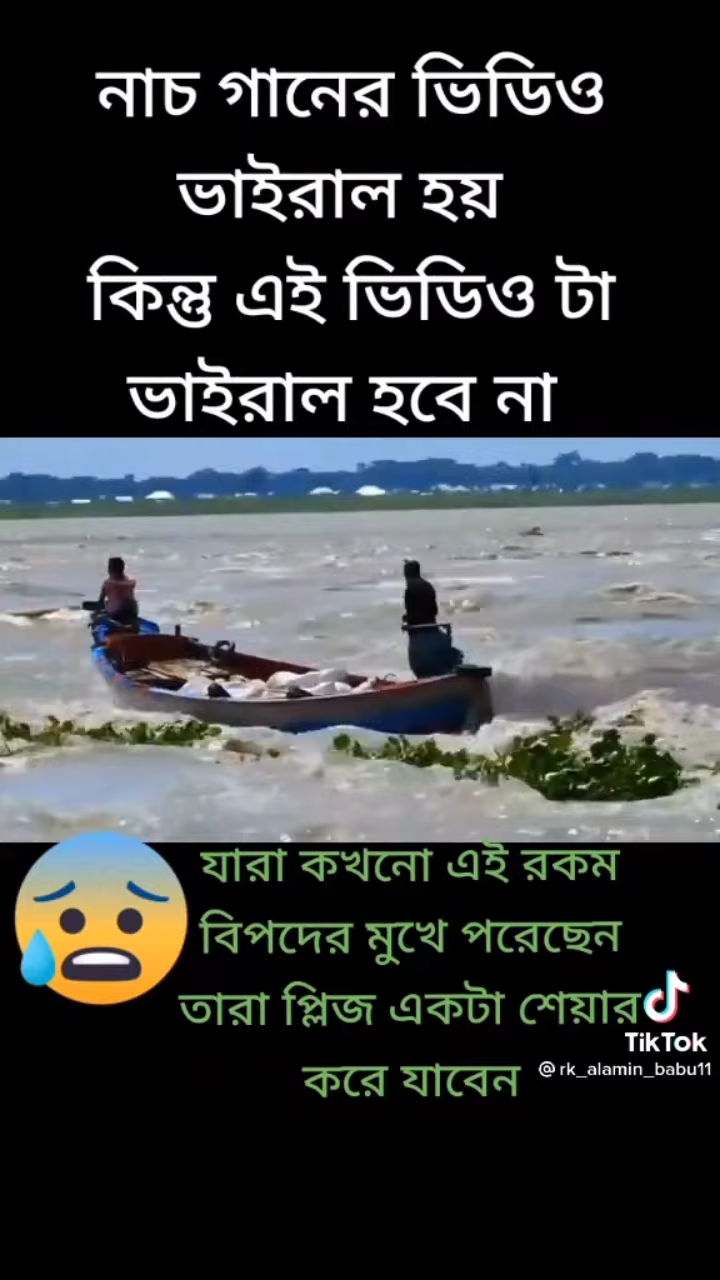 নাচ গানের ভিডিও
ভাইরাল হয়
কিন্তু এই ভিডিও টা
ভাইরাল হবে না
যারা কখনো এই রকম
বিপদের মুখে পরেছেন
তারা প্লিজ একটা শেয়ার
করে যাবেন
TikTok
@rk_alamin_babu11